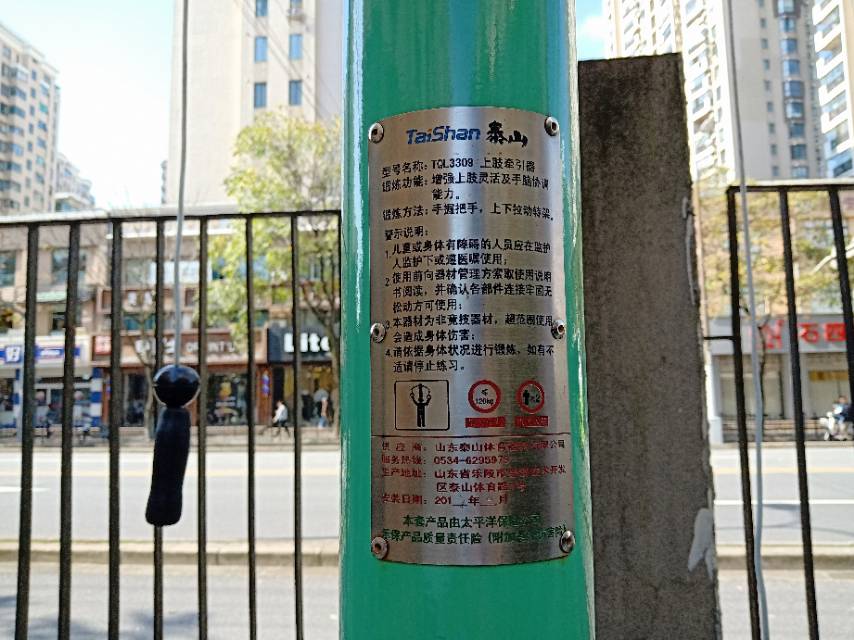 TaiShan 泰山
型号名称：TQL3309 上肢牵引器
锻炼功能：增强上肢灵活及手脑协调
能力。
锻炼方法：手握把手，上下拉动转梁。
警示说明：
1.儿童或身体有障碍的人员应在监护
人监护下或遵医嘱使用；
2.使用前向器材管理方索取使用说明
书阅读，并确认各部件连接牢固无
松动方可使用；
3.本器材为非竞技器材，超范围使用
会造成身体伤害；
4.请依据身体状况进行锻炼，如有不
适请停止练习。
≤
120kg
×2
供 应 商：山东泰山体育 有限公司
服务热线：0534-629597
生产地址：山东省乐陵市 开发
区泰山体育路
安装日期：201 年 月
本套产品由太平洋保险公司
承保产品质量责任险
石